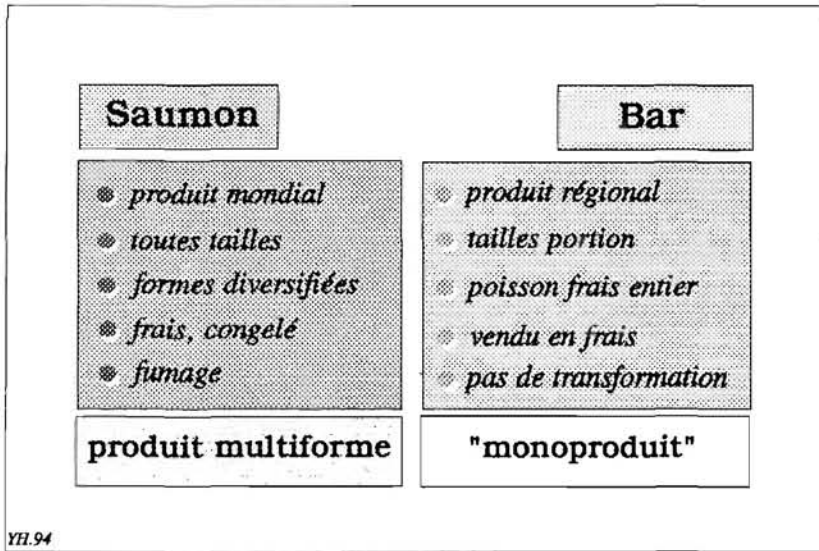 Saumon
produit mondial
toutes tailles
formes diversifiées
frais, congelé
fumage
produit multiforme
Bar
produit régional
tailles portion
poisson frais entier
vendu en frais
pas de transformation
"monoproduit"
YH.94